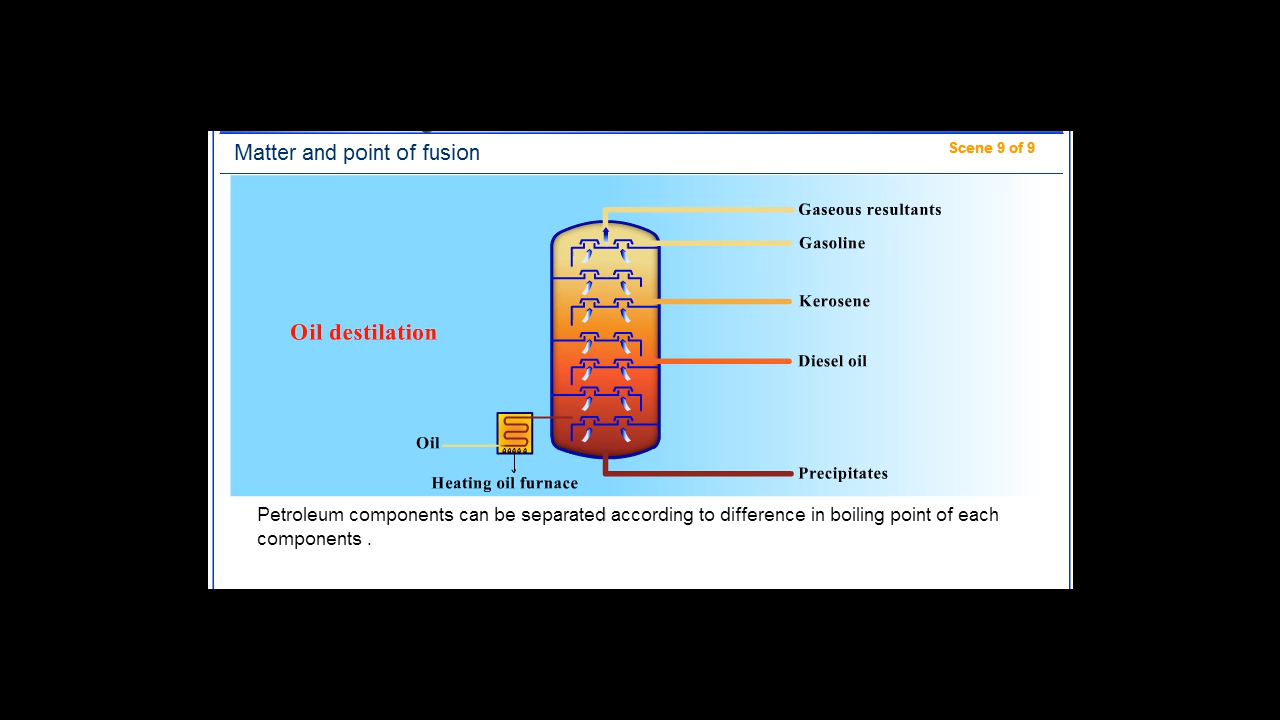 Matter and point of fusion
Scene 9 of 9
Gaseous resultants
Gasoline
Kerosene
Oil destilation
Diesel oil
Oil
Heating oil furnace
Precipitates
Petroleum components can be separated according to difference in boiling point of each
components .